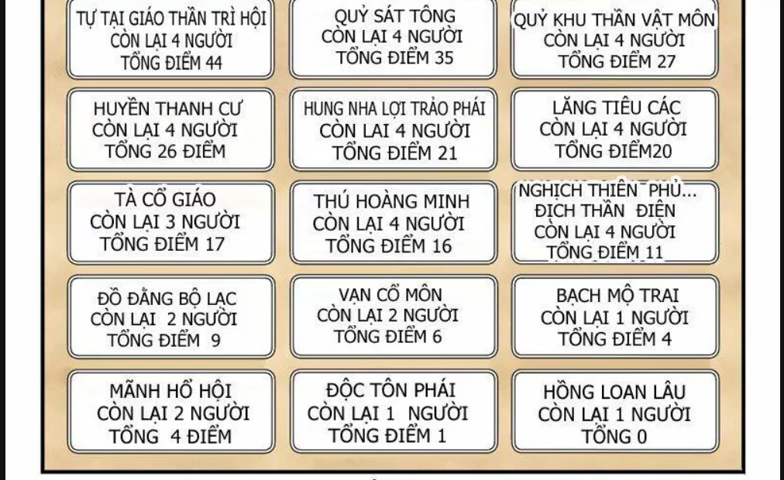 TỰ TẠI GIÁO THẦN TRÌ HỘI
CÒN LẠI 4 NGƯỜI
TỔNG ĐIỂM 44
QUỶ SÁT TÔNG
CÒN LẠI 4 NGƯỜI
TỔNG ĐIỂM 35
QUỶ KHU THẦN VẬT MÔN
CÒN LẠI 4 NGƯỜI
TỔNG ĐIỂM 27
HUYỀN THANH CƯ
CÒN LẠI 4 NGƯỜI
TỔNG 26 ĐIỂM
HUNG NHA LỢI TRẢO PHÁI
CÒN LAI 4 NGƯỜI
TỔNG ĐIỂM 21
LĂNG TIÊU CÁC
CÒN LẠI 4 NGƯỜI
TỔNG ĐIỂM20
TÀ CỔ GIÁO
CÒN LẠI 3 NGƯỜI
TỔNG ĐIỂM 17
THÚ HOÀNG MINH
CÒN LẠI 4 NGƯỜI
TỔNG ĐIỂM 16
NGHỊCH THIÊN PHỦ...
ĐỊCH THẦN ĐIỆN
CÒN LẠI 4 NGƯỜI
TỔNG ĐIỂM 11
ĐỒ ĐẰNG BỘ LẠC
CÒN LẠI 2 NGƯỜI
TỔNG ĐIỂM 9
VẠN CỔ MÔN
CÒN LẠI 2 NGƯỜI
TỔNG ĐIỂM 6
BẠCH MỘ TRAI
CÒN LẠI 1 NGƯỜI
TỔNG ĐIỂM 4
MÃNH HỔ HỘI
CÒN LẠI 2 NGƯỜI
TỔNG 4 ĐIỂM
ĐỘC TÔN PHÁI
CÒN LẠI 1 NGƯỜI
TỔNG ĐIỂM 1
HỒNG LOAN LÂU
CÒN LẠI 1 NGƯỜI
TỔNG 0